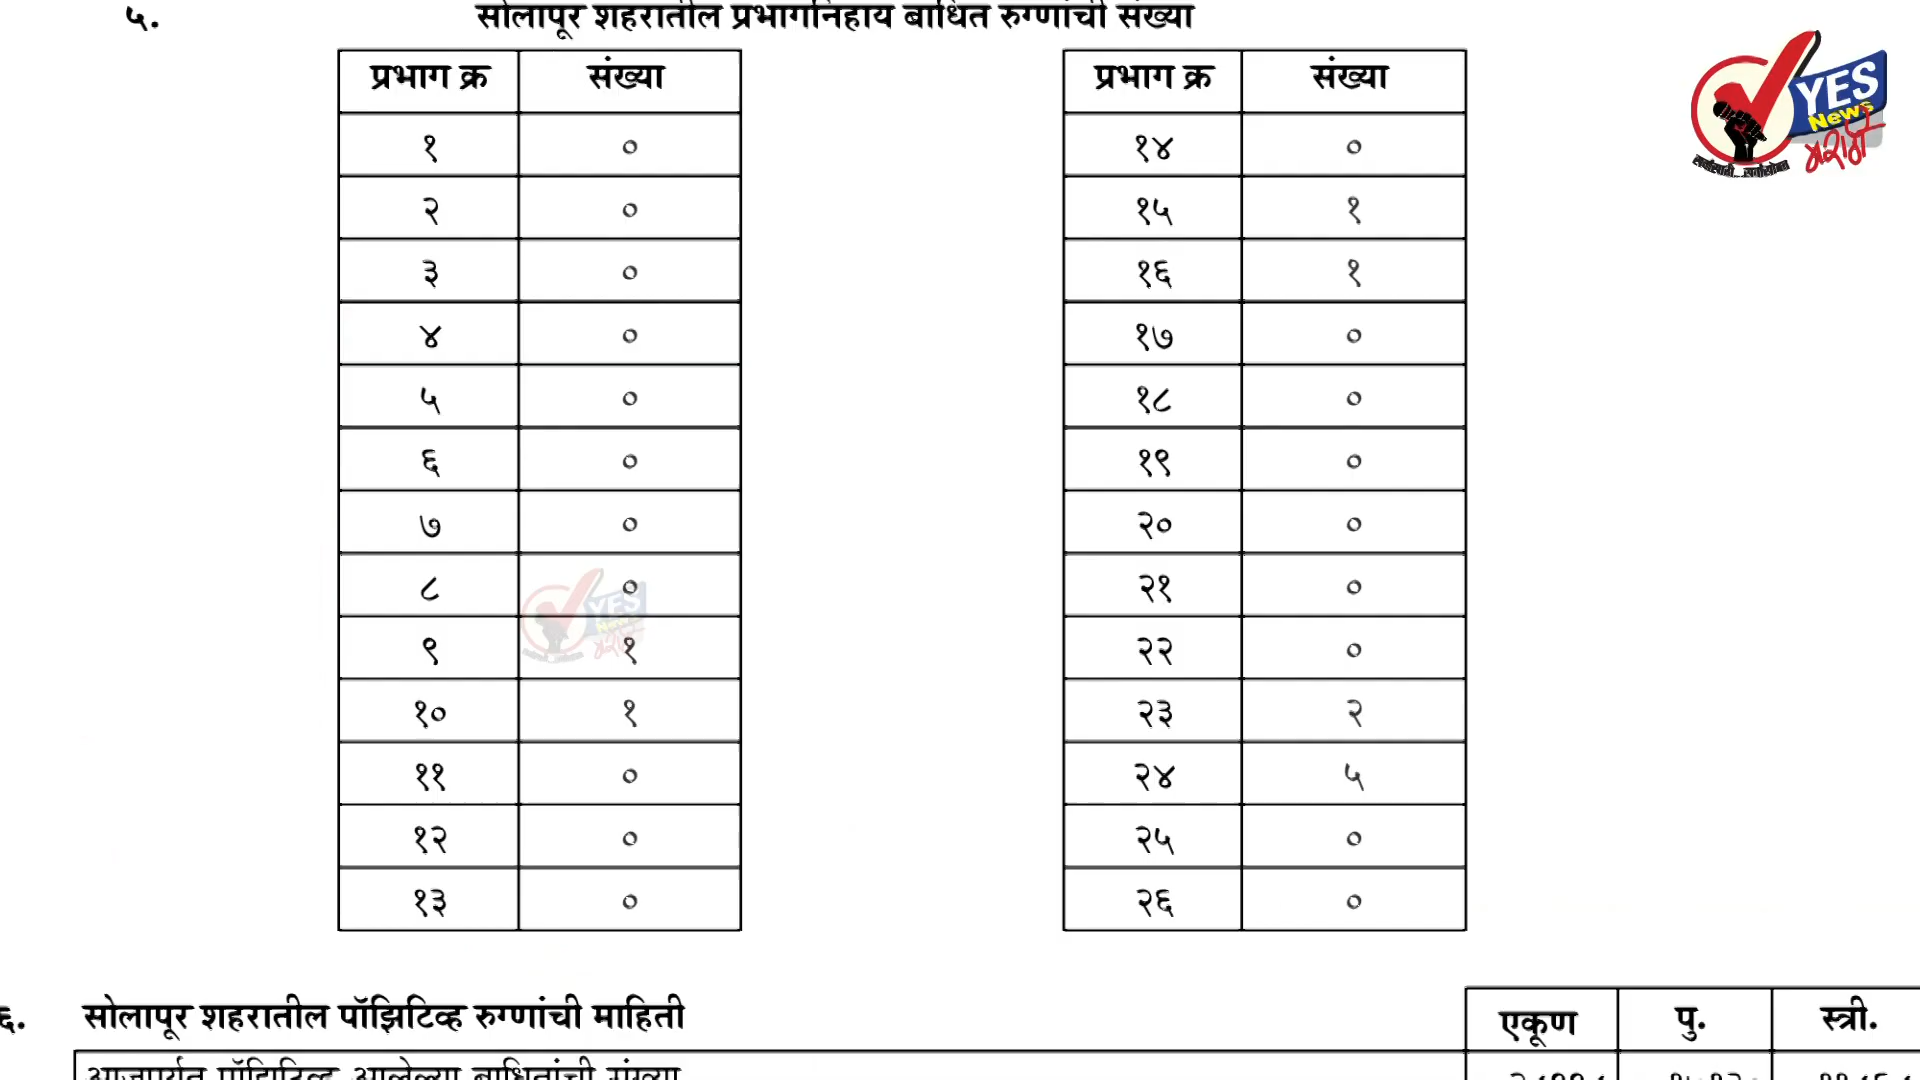 ५. सोलापूर शहरातील प्रभागनिहाय बाधित रुग्णांची संख्या
प्रभाग क्र संख्या
१ ०
२ ०
३ ०
४ ०
५ ०
६ ०
७ ०
८ ०
९ १
१० १
११ ०
१२ ०
१३ ०
प्रभाग क्र संख्या
१४ ०
१५ १
१६ १
१७ ०
१८ ०
१९ ०
२० ०
२१ ०
२२ ०
२३ २
२४ ५
२५ ०
२६ ०
YES
News
मराठी
६. सोलापूर शहरातील पॉझिटिव्ह रुग्णांची माहिती
एकूण पु. स्त्री.
आजपर्यंत पॉझिटिव्ह आलेल्या बाधितांची संख्या